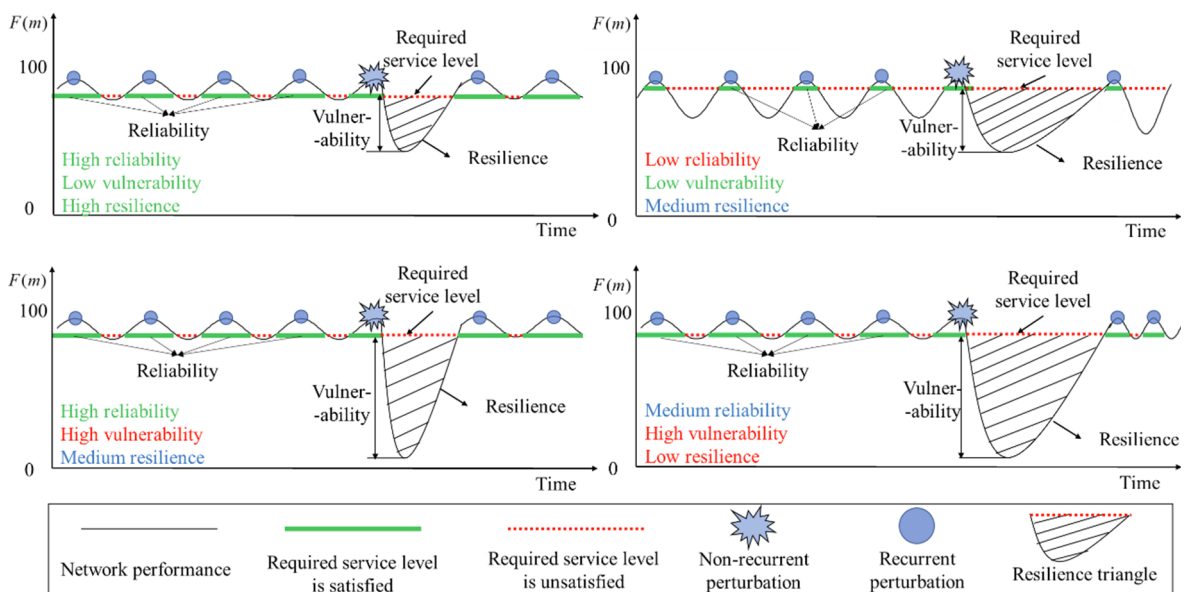 F(m)
100
Required
service level
Vulner-
-ability
Reliability
Resilience
High reliability
Low vulnerability
High resilience
0
Time
F(m)
100
Required
service level
Vulner-
-ability
Reliability
Resilience
Low reliability
Low vulnerability
Medium resilience
0
Time
F(m)
100
Required
service level
Reliability
Vulner-
-ability
Resilience
High reliability
High vulnerability
Medium resilience
0
Time
F(m)
100
Required
service level
Reliability
Vulner-
-ability
Resilience
Medium reliability
High vulnerability
Low resilience
0
Time
Network performance
Required service level
is satisfied
Required service level
is unsatisfied
Non-recurrent
perturbation
Recurrent
perturbation
Resilience triangle